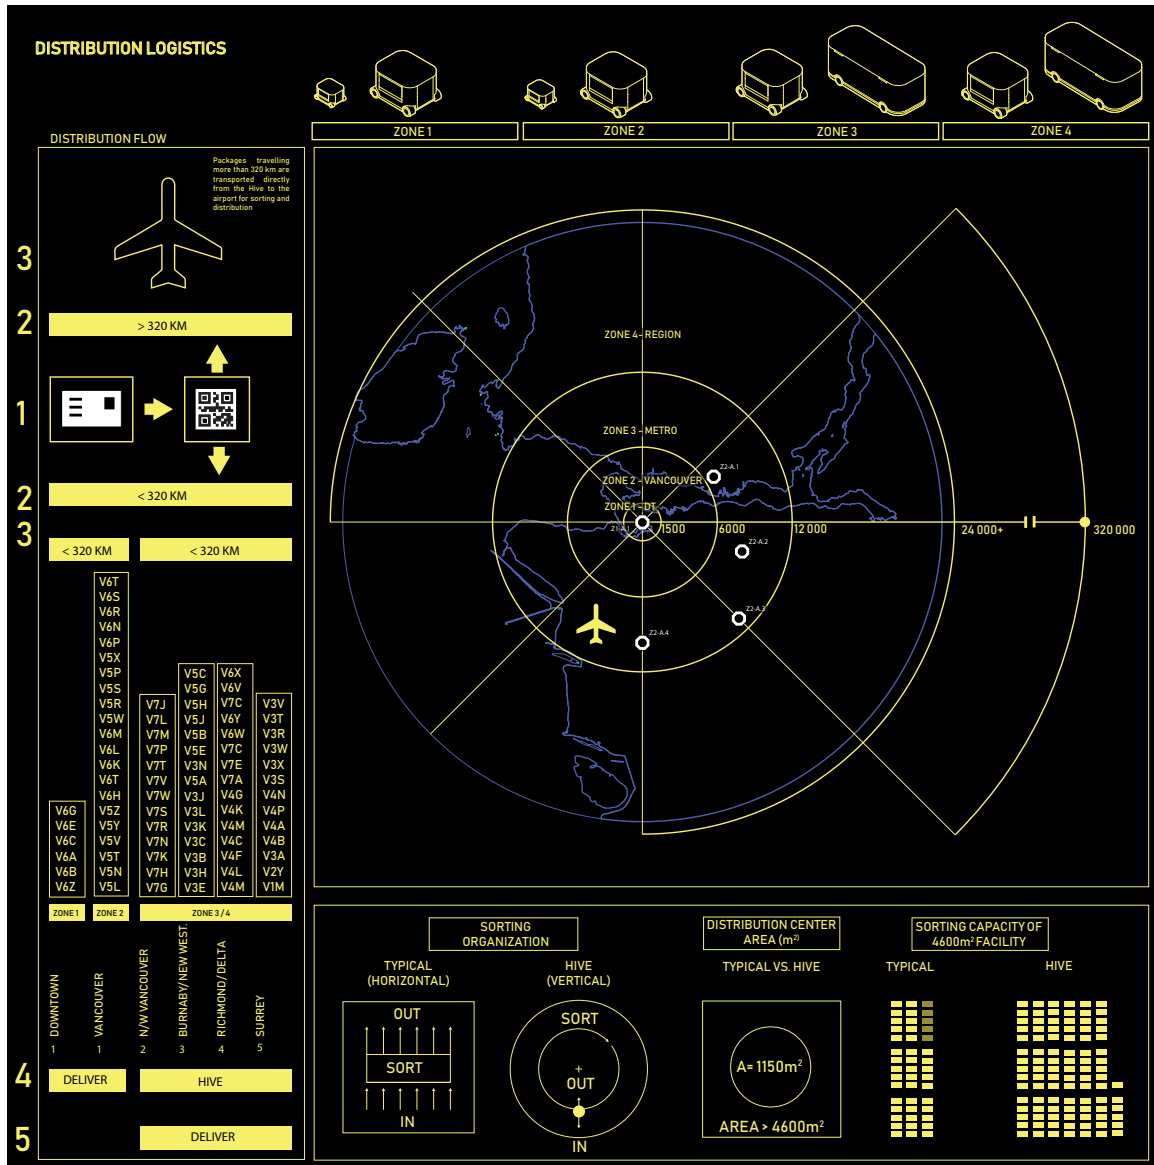 DISTRIBUTION LOGISTICS
ZONE 1
ZONE 2
ZONE 3
ZONE 4
DISTRIBUTION FLOW
Packages travelling
more than 320 km are
transported directly
from the Hive to the
airport for sorting and
distribution
3
2
> 320 KM
1
2
< 320 KM
3
< 320 KM
< 320 KM
V6G
V6E
V6C
V6A
V6B
V6Z
V6T
V6S
V6R
V6N
V6P
V5X
V5P
V5S
V5R
V5W
V6M
V6L
V6K
V6T
V6H
V5Z
V5Y
V5V
V5T
V5N
V5L
V7J
V7L
V7M
V7P
V7T
V7V
V7W
V7S
V7R
V7N
V7K
V7H
V7G
V5C
V5G
V5H
V5J
V5B
V5E
V3N
V5A
V3J
V3L
V3K
V3C
V3B
V3H
V3E
V6X
V6V
V7C
V6Y
V6W
V7C
V7E
V7A
V4G
V4K
V4M
V4C
V4F
V4L
V4M
V3V
V3T
V3R
V3W
V3X
V3S
V4N
V4P
V4A
V4B
V3A
V2Y
V1M
ZONE 1
ZONE 2
ZONE 3 / 4
DOWNTOWN
VANCOUVER
N/W VANCOUVER
BURNABY/NEW WEST.
RICHMOND/DELTA
SURREY
1
1
2
3
4
5
4
DELIVER
HIVE
5
DELIVER
ZONE 4 - REGION
ZONE 3 - METRO
ZONE 2 - VANCOUVER
ZONE 1 - DT
Z1-A.1
Z2-A.1
Z2-A.2
Z2-A.3
Z2-A.4
1500
6000
12 000
24 000+
320 000
SORTING
ORGANIZATION
TYPICAL
(HORIZONTAL)
OUT
SORT
IN
HIVE
(VERTICAL)
SORT
OUT
IN
DISTRIBUTION CENTER
AREA (m²)
TYPICAL VS. HIVE
A= 1150m²
AREA > 4600m²
SORTING CAPACITY OF
4600m² FACILITY
TYPICAL
HIVE